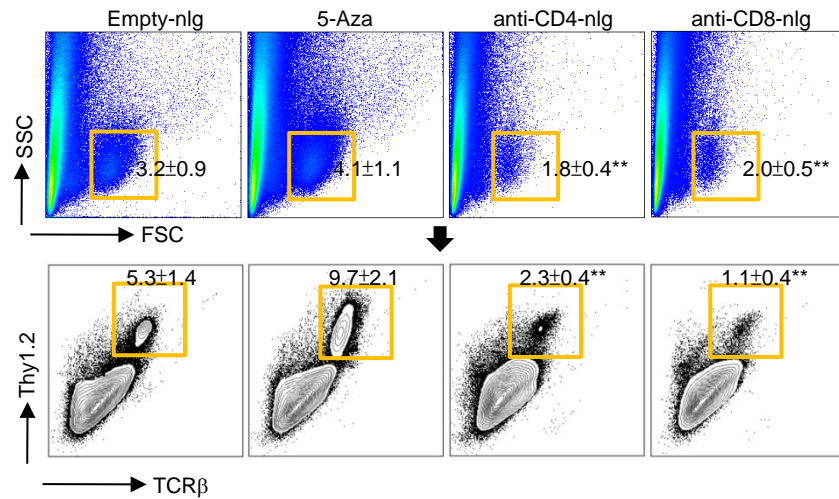 Empty-nlg 5-Aza anti-CD4-nlg anti-CD8-nlg
SSC
3.2±0.9 4.1±1.1 1.8±0.4** 2.0±0.5**
FSC
5.3±1.4 9.7±2.1 2.3±0.4** 1.1±0.4**
Thy1.2
TCRβ